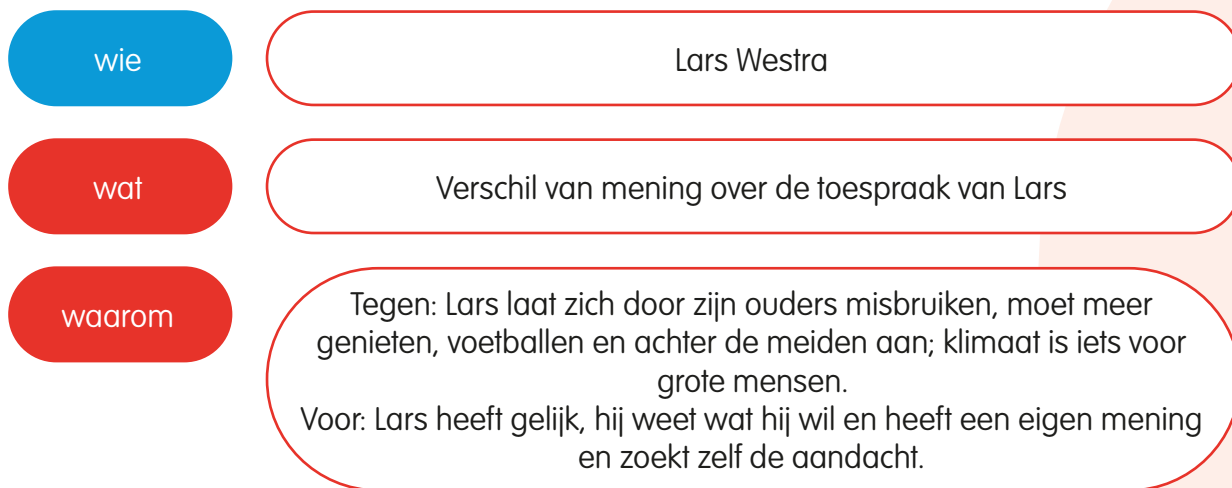 wie
Lars Westra
wat
Verschil van mening over de toespraak van Lars
waarom
Tegen: Lars laat zich door zijn ouders misbruiken, moet meer
genieten, voetballen en achter de meiden aan; klimaat is iets voor
grote mensen.
Voor: Lars heeft gelijk, hij weet wat hij wil en heeft een eigen mening
en zoekt zelf de aandacht.